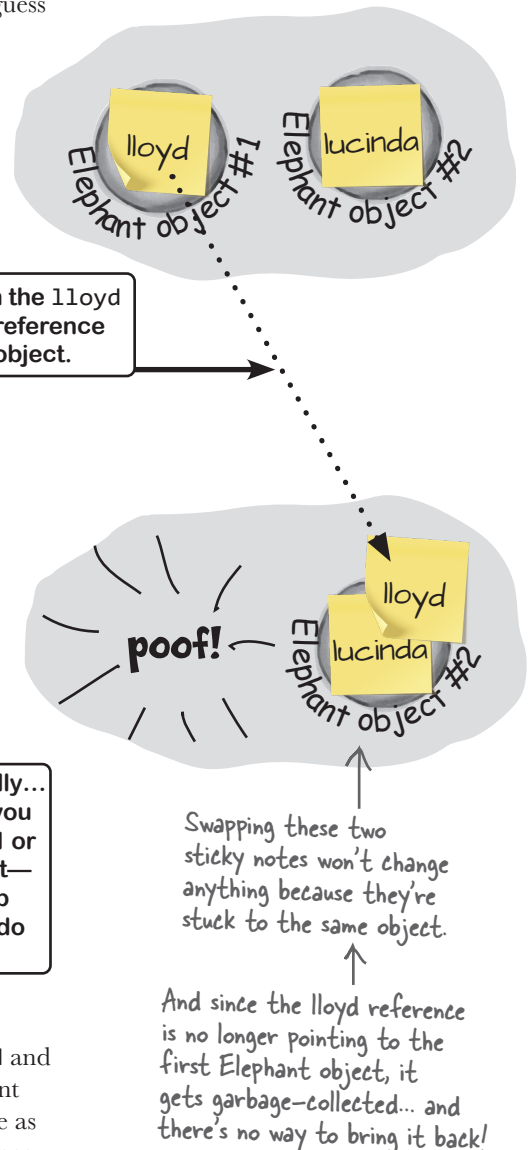 guess
lloyd
Elephant object #1
lucinda
Elephant object #2
the lloyd
reference
object.
poof!
lloyd
lucinda
Elephant object #2
you
or
do
Swapping these two
sticky notes won't change
anything because they're
stuck to the same object.
And since the lloyd reference
is no longer pointing to the
first Elephant object, it
gets garbage-collected... and
there's no way to bring it back!
and
as